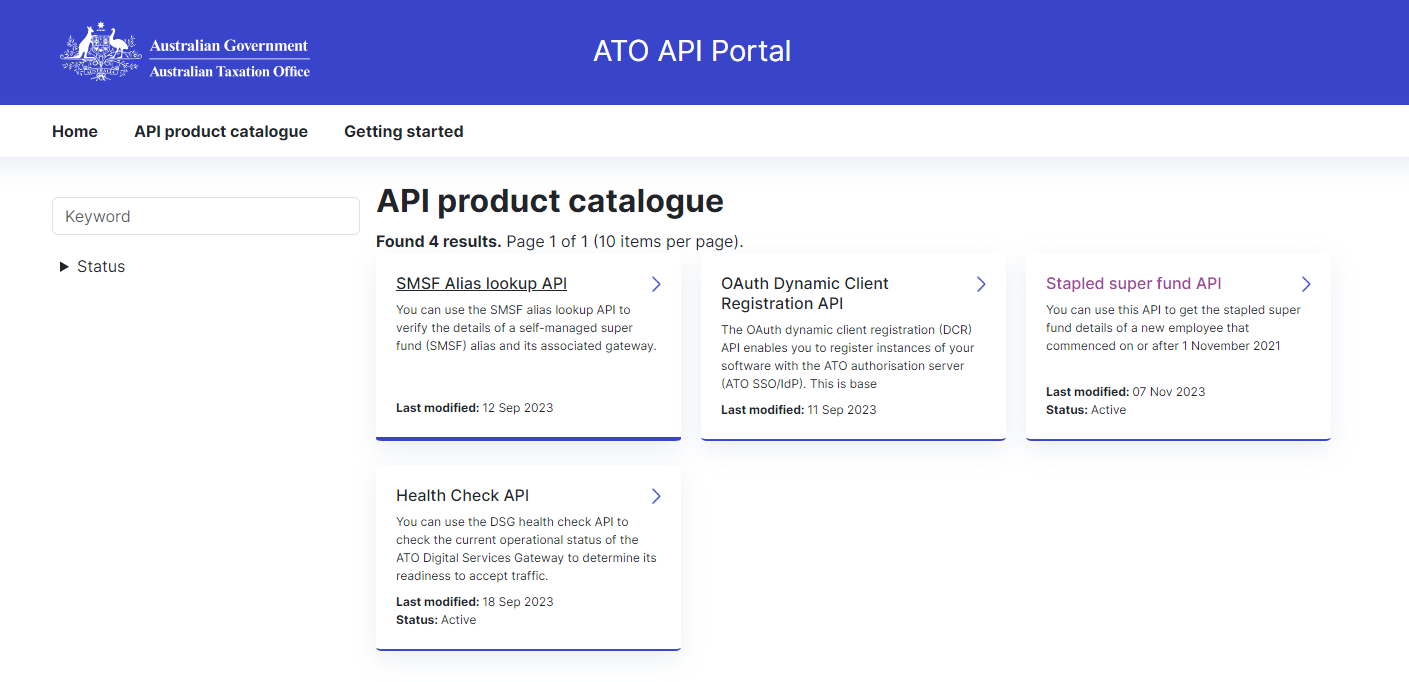 Australian Government
Australian Taxation Office
ATO API Portal
Home
API product catalogue
Getting started
Keyword
Status
API product catalogue
Found 4 results. Page 1 of 1 (10 items per page).
SMSF Alias lookup API
You can use the SMSF alias lookup API to
verify the details of a self-managed super
fund (SMSF) alias and its associated gateway.
Last modified: 12 Sep 2023
OAuth Dynamic Client
Registration API
The OAuth dynamic client registration (DCR)
API enables you to register instances of your
software with the ATO authorisation server
(ATO SSO/IdP). This is base
Last modified: 11 Sep 2023
Stapled super fund API
You can use this API to get the stapled super
fund details of a new employee that
commenced on or after 1 November 2021
Last modified: 07 Nov 2023
Status: Active
Health Check API
You can use the DSG health check API to
check the current operational status of the
ATO Digital Services Gateway to determine its
readiness to accept traffic.
Last modified: 18 Sep 2023
Status: Active